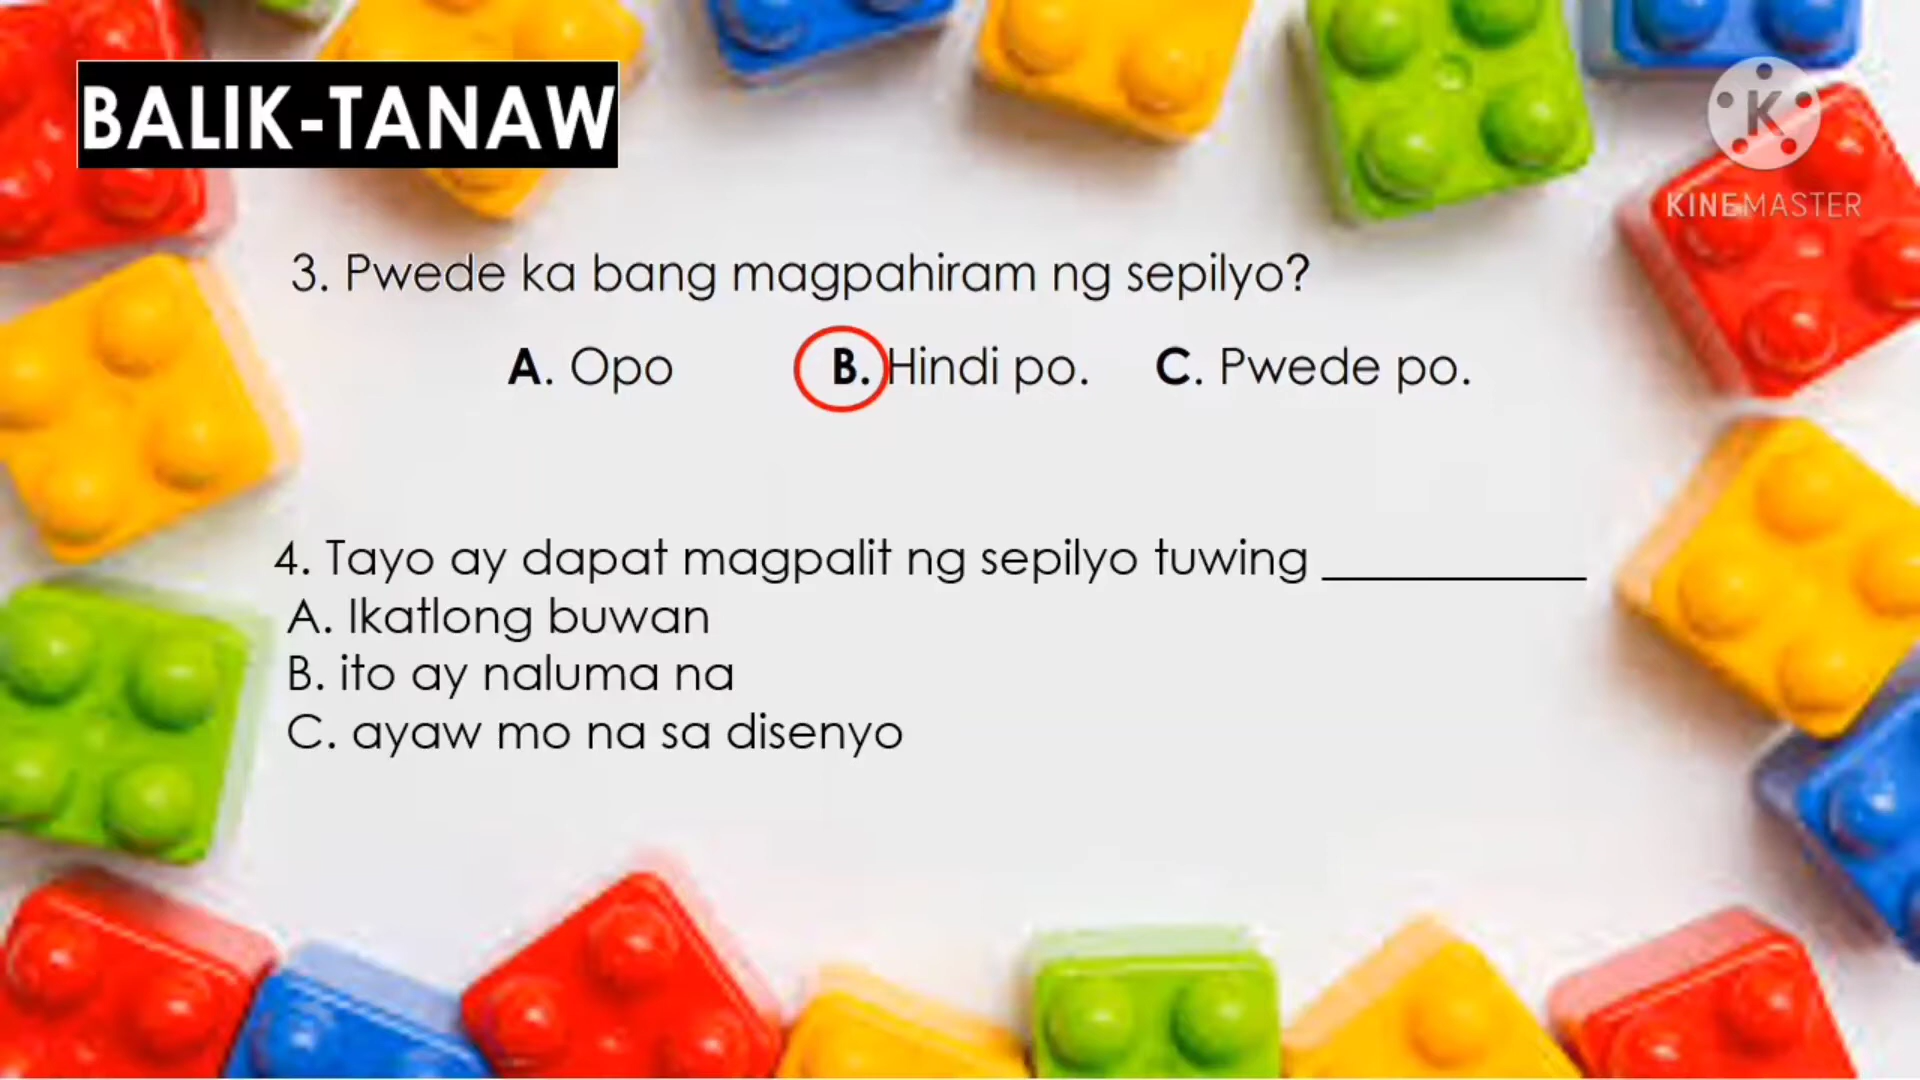 BALIK-TANAW
K
KINEMASTER
3. Pwede ka bang magpahiram ng sepilyo?
A. Opo B. Hindi po. C. Pwede po.
4. Tayo ay dapat magpalit ng sepilyo tuwing __________
A. Ikatlong buwan
B. ito ay naluma na
C. ayaw mo na sa disenyo